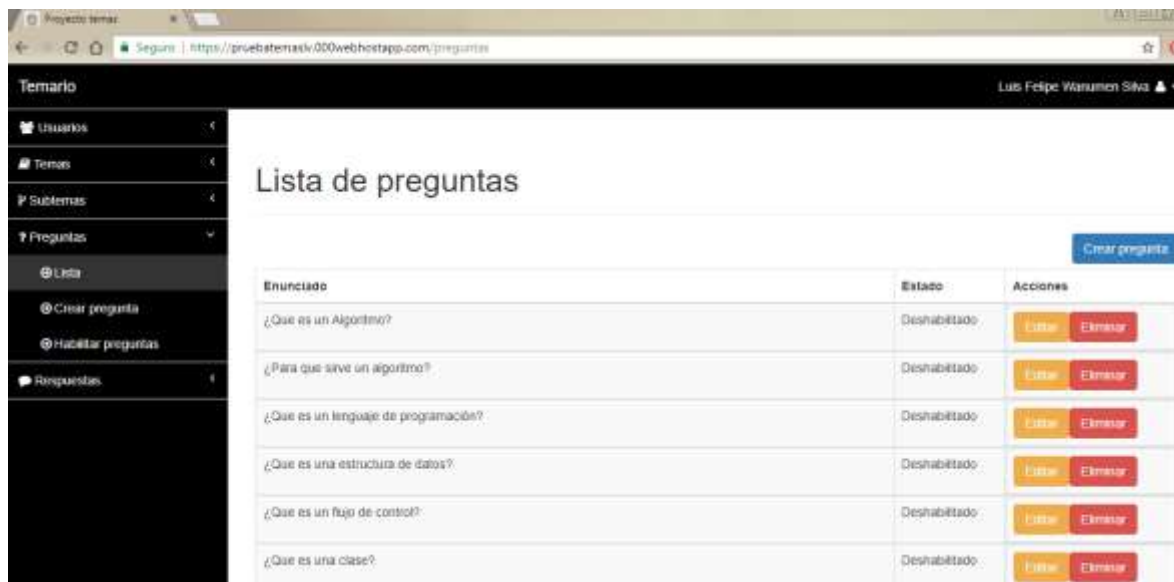 Proyecto temas
Seguro | https://pruebatemaslv.000webhostapp.com/preguntas
Temario
Luis Felipe Wanumen Silva
Usuarios
Temas
Subtemas
Preguntas
Lista
Crear pregunta
Habilitar preguntas
Respuestas
Lista de preguntas
Crear pregunta
Enunciado Estado Acciones
¿Que es un Algoritmo? Deshabilitado Editar Eliminar
¿Para que sirve un algoritmo? Deshabilitado Editar Eliminar
¿Que es un lenguaje de programación? Deshabilitado Editar Eliminar
¿Que es una estructura de datos? Deshabilitado Editar Eliminar
¿Que es un flujo de control? Deshabilitado Editar Eliminar
¿Que es una clase? Deshabilitado Editar Eliminar